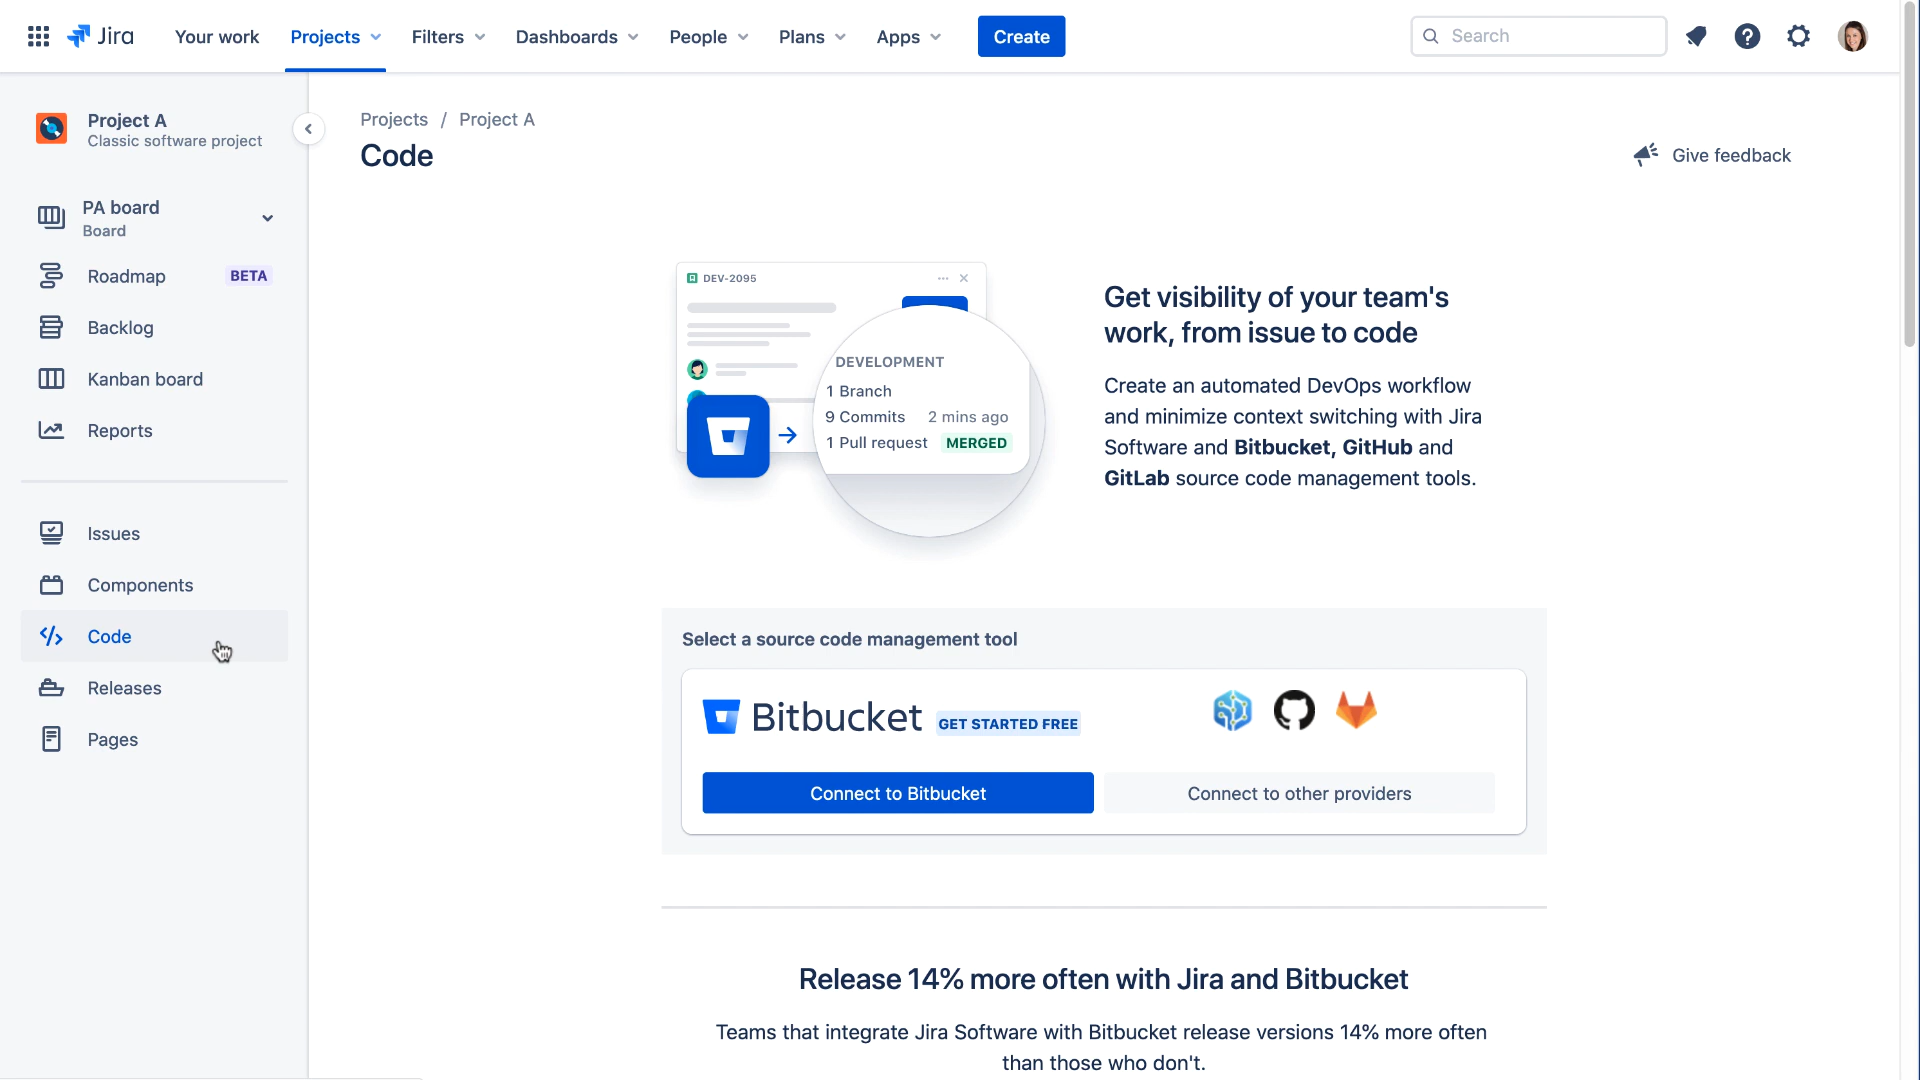 Jira
Your work
Projects
Filters
Dashboards
People
Plans
Apps
Create
Search
Project A
Classic software project
PA board
Board
Roadmap
BETA
Backlog
Kanban board
Reports
Issues
Components
Code
Releases
Pages
Projects / Project A
Code
Give feedback
DEV-2095
DEVELOPMENT
1 Branch
9 Commits 2 mins ago
1 Pull request MERGED
Get visibility of your team's
work, from issue to code
Create an automated DevOps workflow
and minimize context switching with Jira
Software and Bitbucket, GitHub and
GitLab source code management tools.
Select a source code management tool
Bitbucket GET STARTED FREE
Connect to Bitbucket
Connect to other providers
Release 14% more often with Jira and Bitbucket
Teams that integrate Jira Software with Bitbucket release versions 14% more often
than those who don't.